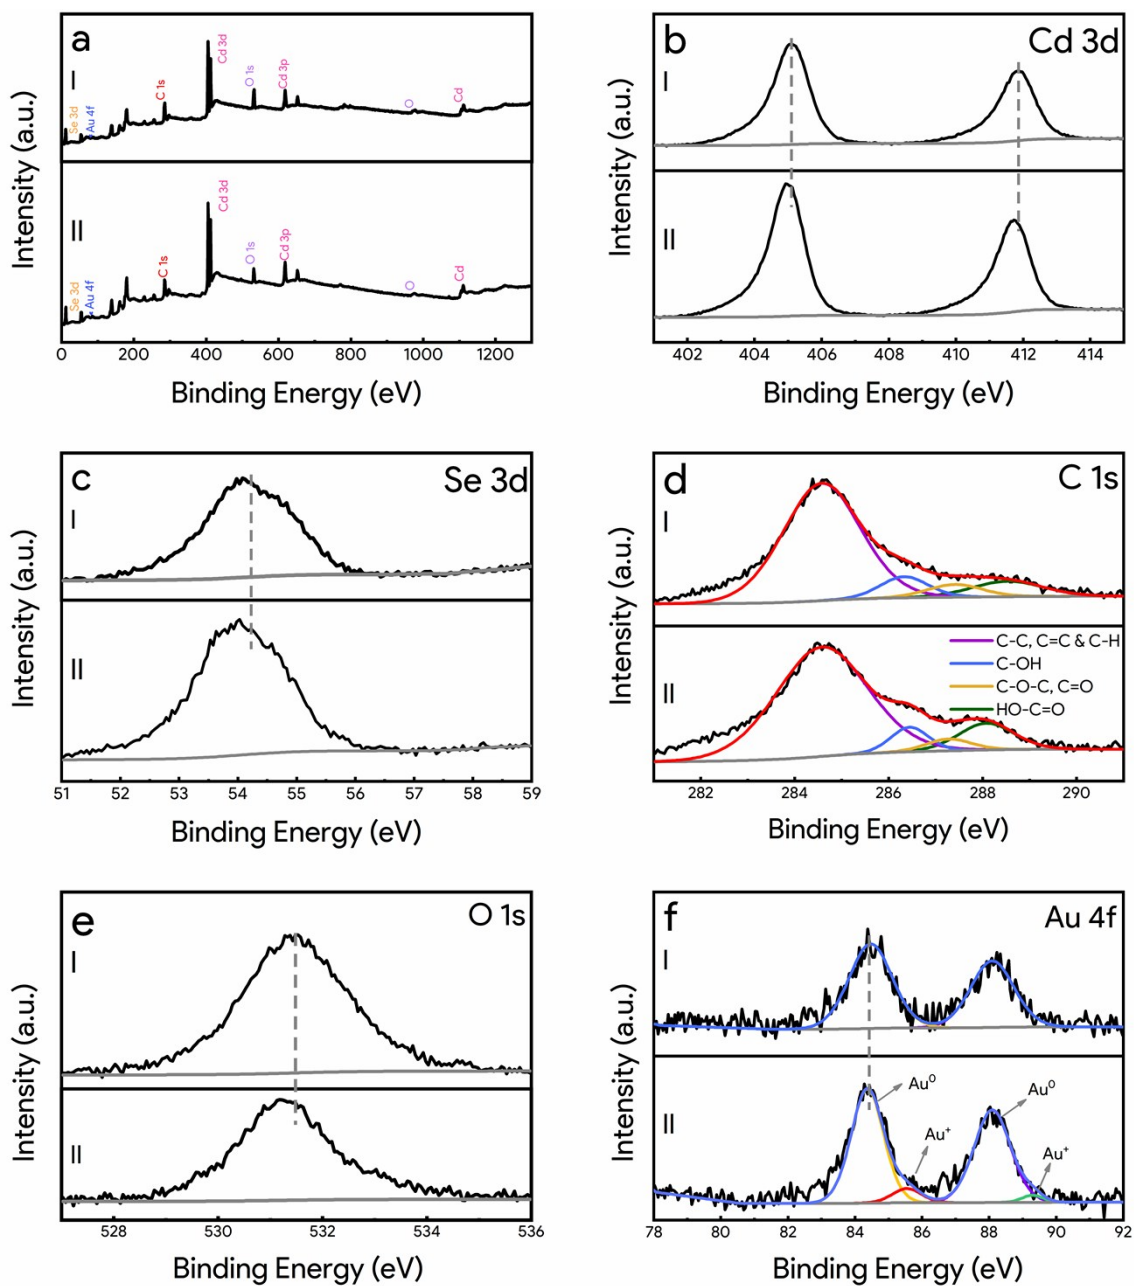 a
I
Se 3d
Au 4f
C 1s
Cd 3d
O 1s
Cd 3p
O
Cd
II
Se 3d
Au 4f
C 1s
Cd 3d
O 1s
Cd 3p
O
Cd
Intensity (a.u.)
0 200 400 600 800 1000 1200
Binding Energy (eV)
b
Cd 3d
I
II
Intensity (a.u.)
402 404 406 408 410 412 414
Binding Energy (eV)
c
Se 3d
I
II
Intensity (a.u.)
51 52 53 54 55 56 57 58 59
Binding Energy (eV)
d
C 1s
I
II
C-C, C=C & C-H
C-OH
C-O-C, C=O
HO-C=O
Intensity (a.u.)
282 284 286 288 290
Binding Energy (eV)
e
O 1s
I
II
Intensity (a.u.)
528 530 532 534 536
Binding Energy (eV)
f
Au 4f
I
II
Au⁰
Au⁺
Au⁰
Au⁺
Intensity (a.u.)
78 80 82 84 86 88 90 92
Binding Energy (eV)